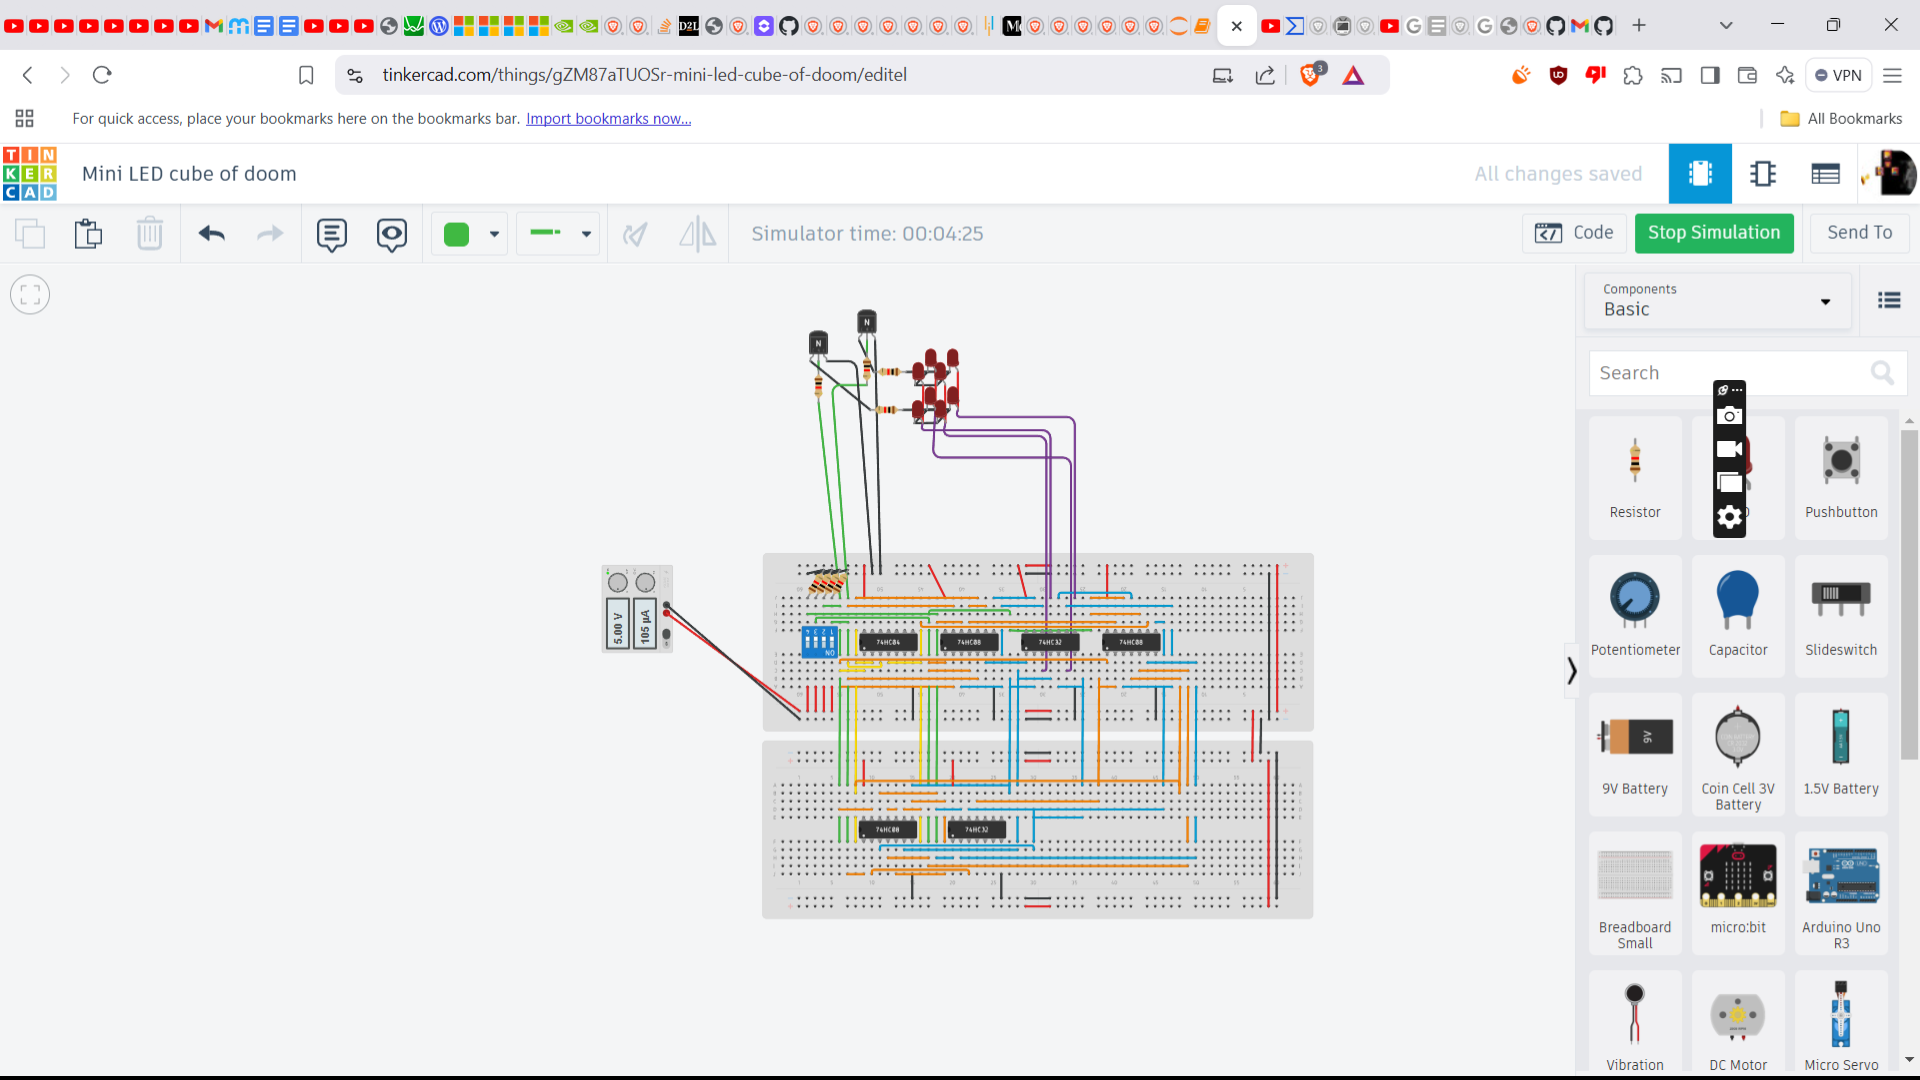 tinkercad.com/things/gZM87aTUOSr-mini-led-cube-of-doom/editel
3
VPN
For quick access, place your bookmarks here on the bookmarks bar. Import bookmarks now...
All Bookmarks
TIN
KER
CAD
Mini LED cube of doom
All changes saved
Simulator time: 00:04:25
Code
Stop Simulation
Send To
Components
Basic
Search
Resistor
Pushbutton
Potentiometer
Capacitor
Slideswitch
9V Battery
Coin Cell 3V
Battery
1.5V Battery
Breadboard
Small
micro:bit
Arduino Uno
R3
Vibration
DC Motor
Micro Servo
N
N
5.00 V
105 µA
74HC04
74HC08
74HC32
74HC08
74HC08
74HC32